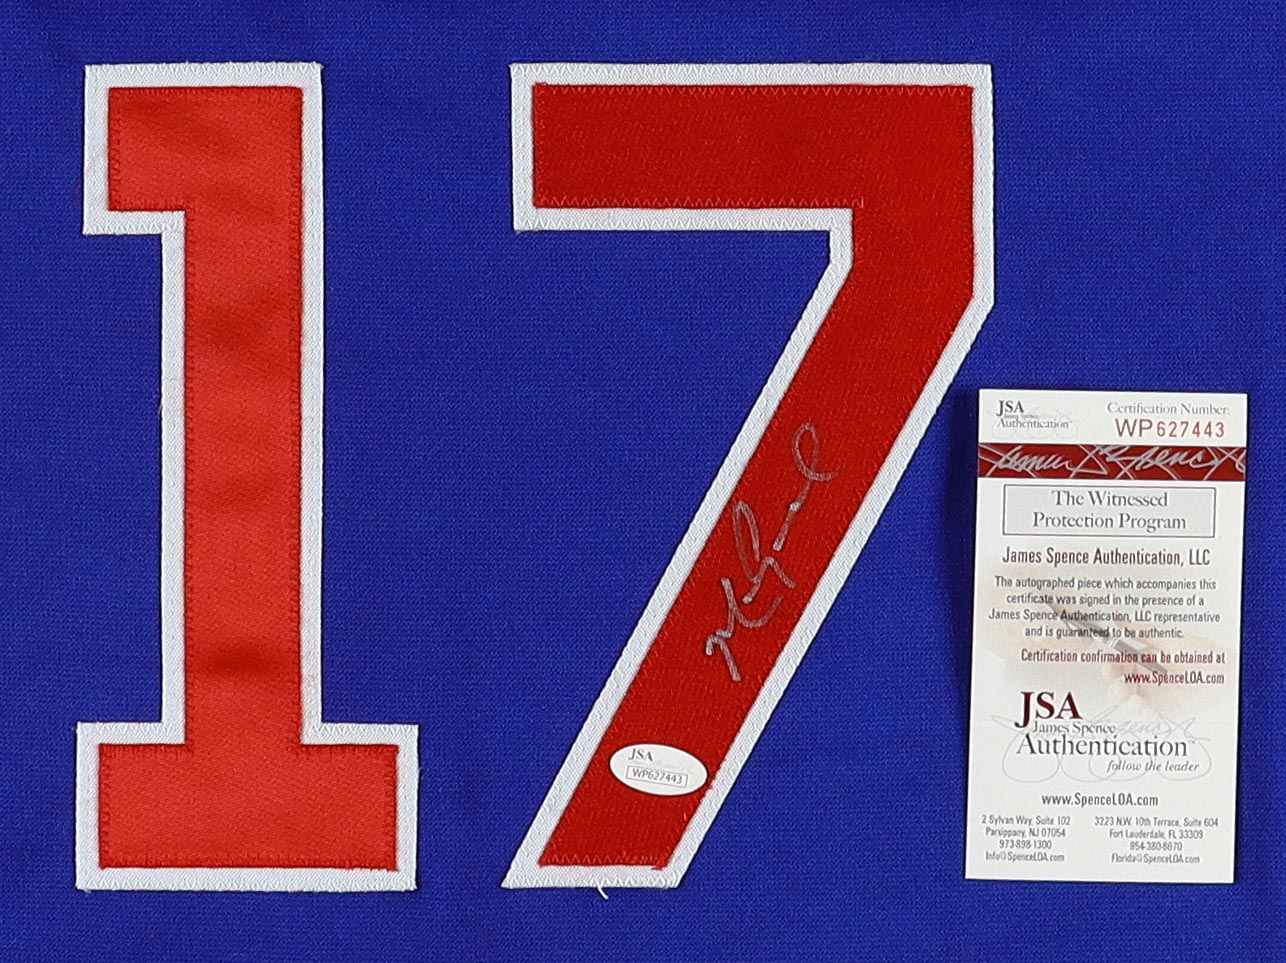 17
JSA
WP627443
JSA
James Spence
Authentication™
Certification Number:
WP627443
The Witnessed
Protection Program
James Spence Authentication, LLC
The autographed piece which accompanies this
certificate was signed in the presence of a
James Spence Authentication, LLC representative
and is guaranteed to be authentic.
Certification confirmation can be obtained at
www.SpenceLOA.com
JSA
James Spence
Authentication™
follow the leader
www.SpenceLOA.com
2 Sylvan Way, Suite 102
Parsippany, NJ 07054
973-898-1300
Info@SpenceLOA.com
3223 N.W. 10th Terrace, Suite 604
Fort Lauderdale, FL 33309
954-380-8870
Florida@SpenceLOA.com